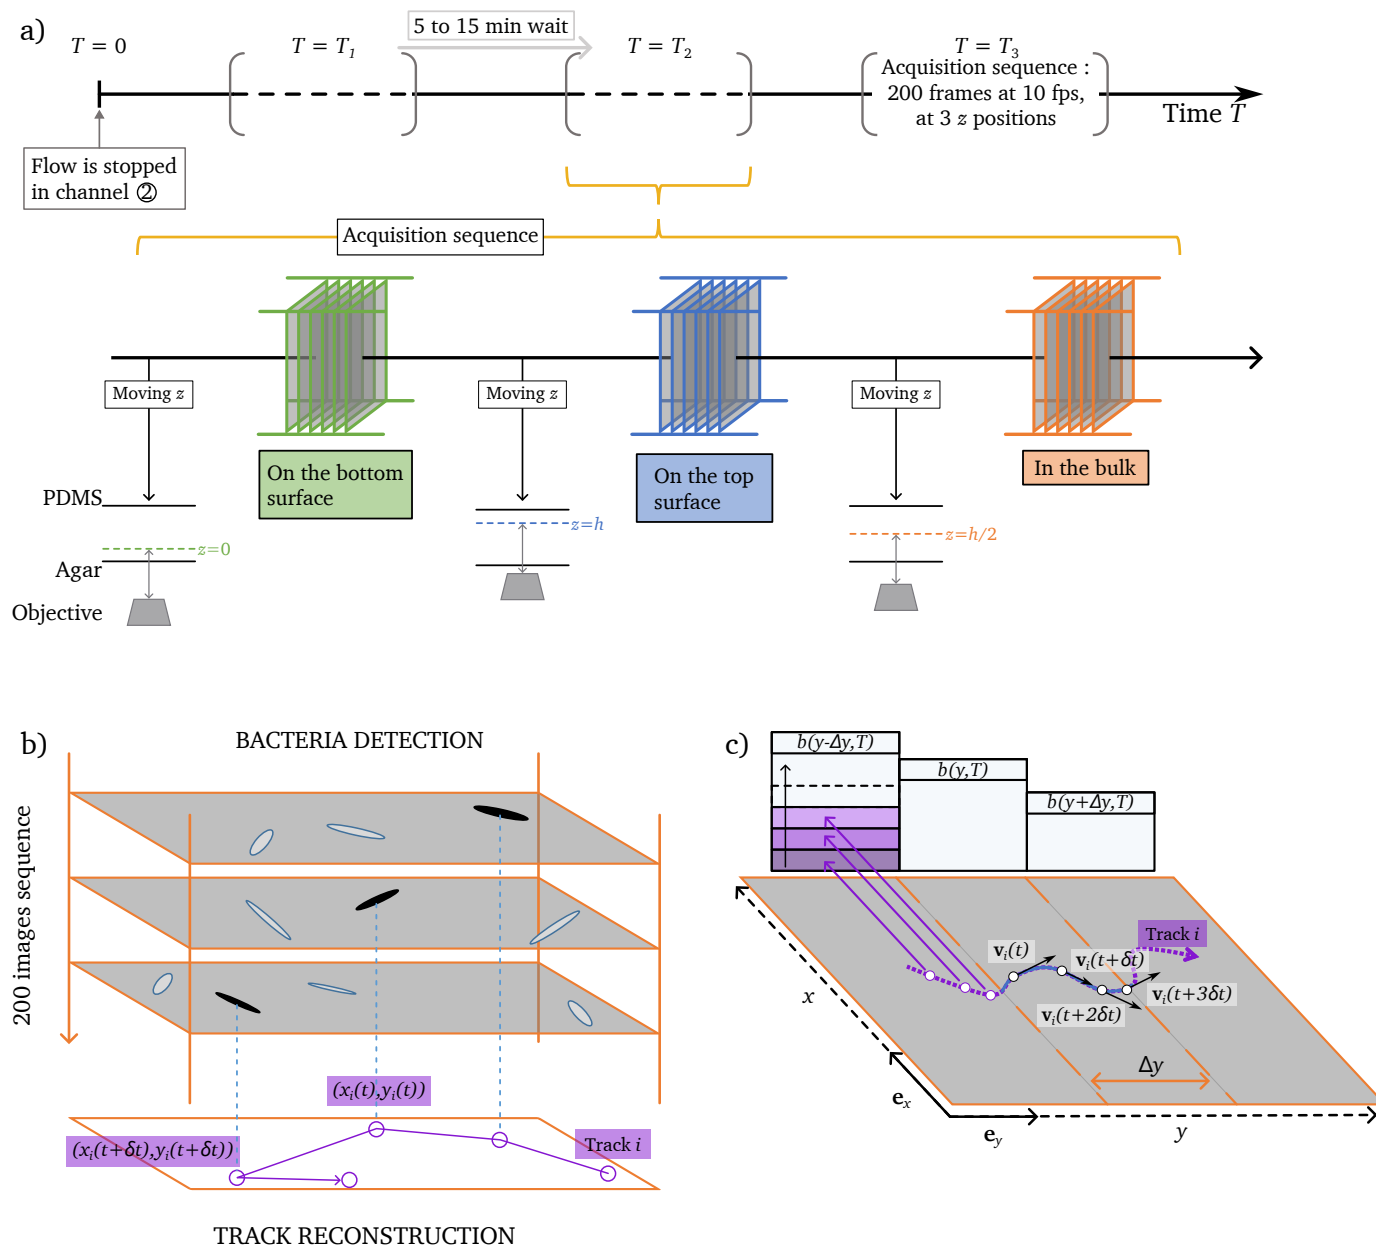 a)
T = 0
T = T1
5 to 15 min wait
T = T2
T = T3
Acquisition sequence :
200 frames at 10 fps,
at 3 z positions
Time T
Flow is stopped
in channel ②
Acquisition sequence
Moving z
Moving z
Moving z
On the bottom
surface
On the top
surface
In the bulk
PDMS
z=0
z=h
z=h/2
Agar
Objective
b)
BACTERIA DETECTION
200 images sequence
(xi(t),yi(t))
(xi(t+δt),yi(t+δt))
Track i
TRACK RECONSTRUCTION
c)
b(y-Δy,T)
b(y,T)
b(y+Δy,T)
Track i
vi(t)
vi(t+δt)
vi(t+2δt)
vi(t+3δt)
x
Δy
ex
ey
y